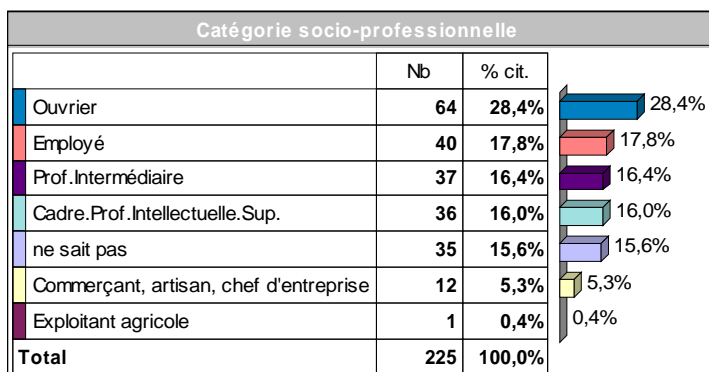 Catégorie socio-professionnelle
Nb % cit.
Ouvrier 64 28,4% 28,4%
Employé 40 17,8% 17,8%
Prof.Intermédiaire 37 16,4% 16,4%
Cadre.Prof.Intellectuelle.Sup. 36 16,0% 16,0%
ne sait pas 35 15,6% 15,6%
Commerçant, artisan, chef d'entreprise 12 5,3% 5,3%
Exploitant agricole 1 0,4% 0,4%
Total 225 100,0%